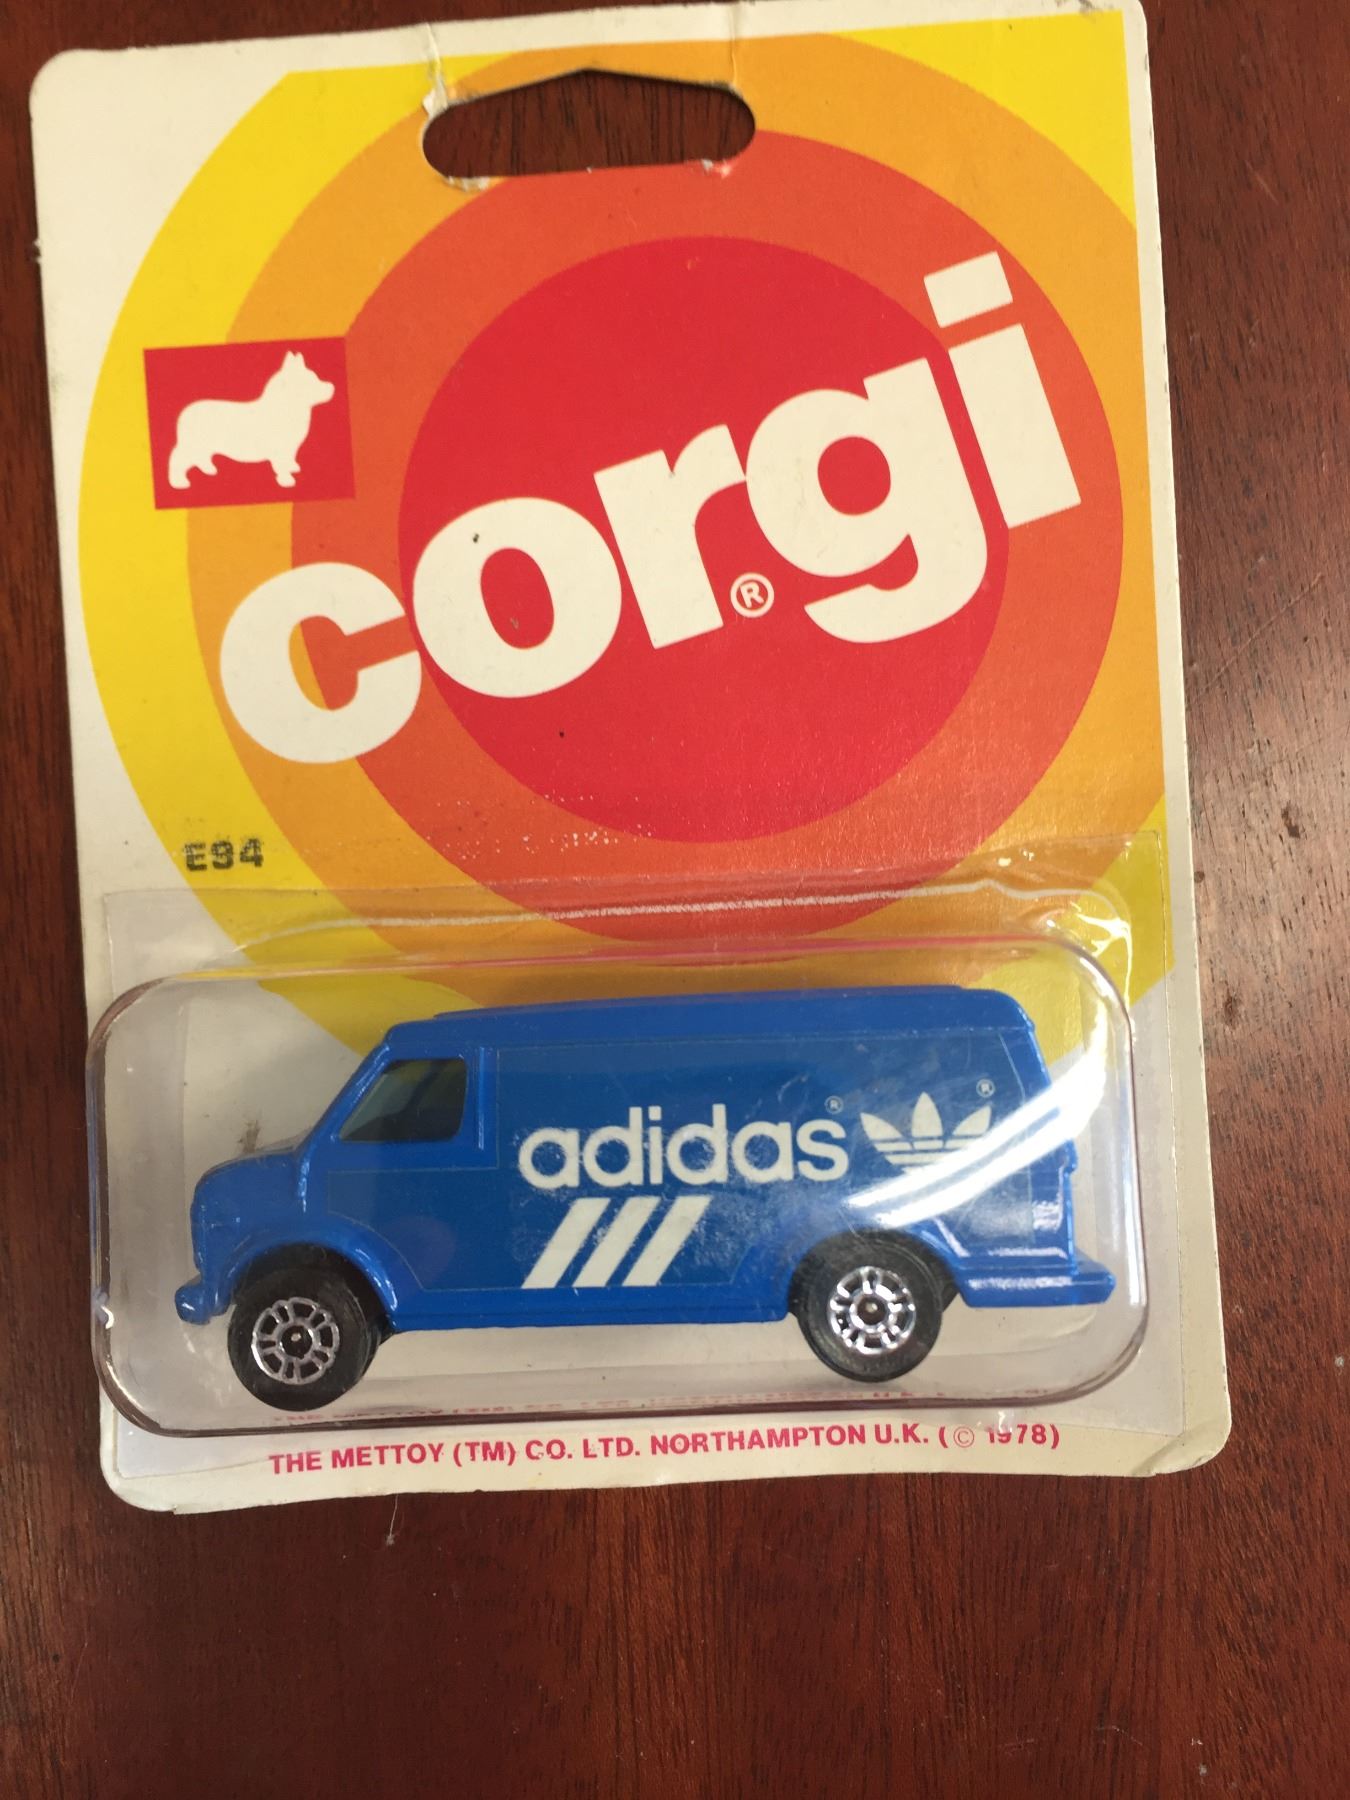 corgi
®
E94
adidas®
®
THE METTOY (TM) CO. LTD. NORTHAMPTON U.K. (© 1978)